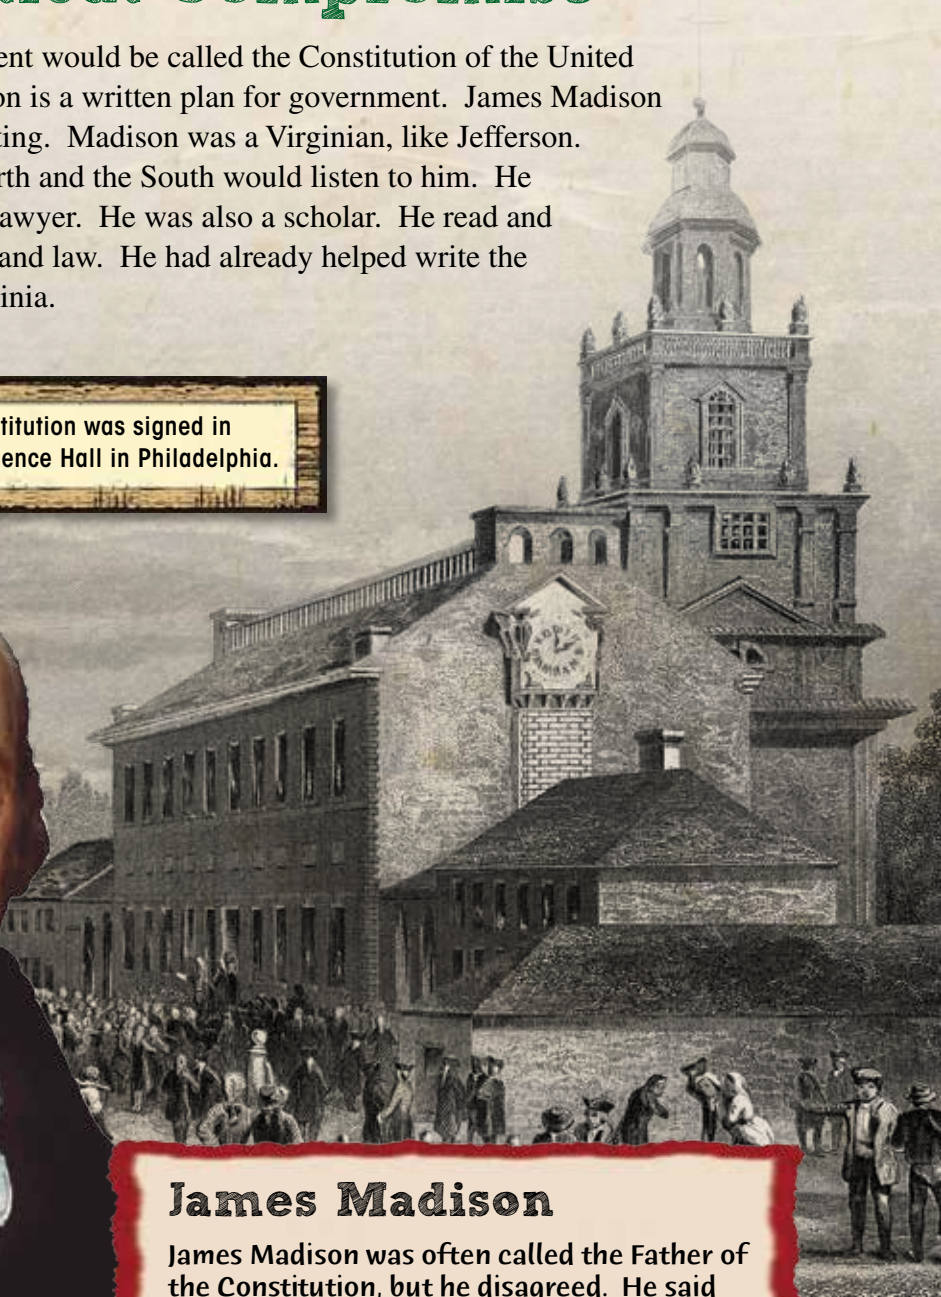 ent would be called the Constitution of the United
on is a written plan for government. James Madison
ting. Madison was a Virginian, like Jefferson.
rth and the South would listen to him. He
awyer. He was also a scholar. He read and
and law. He had already helped write the
inia.
titution was signed in
ence Hall in Philadelphia.
James Madison
James Madison was often called the Father of
the Constitution, but he disagreed. He said